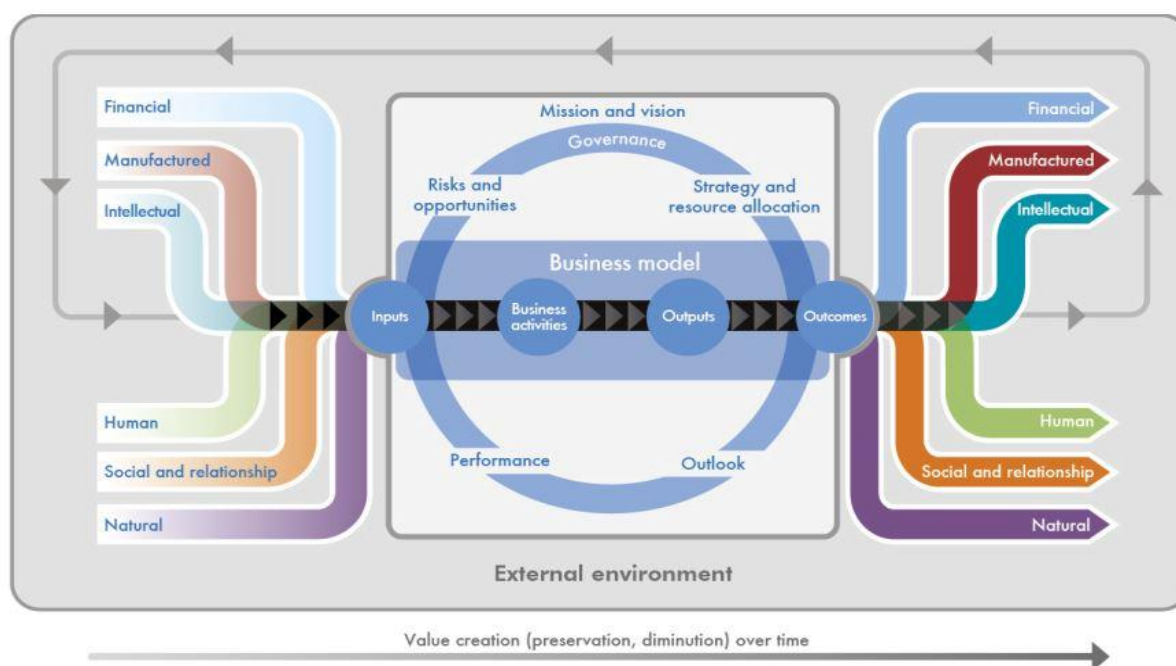 Financial
Manufactured
Intellectual
Human
Social and relationship
Natural
Mission and vision
Governance
Risks and
opportunities
Strategy and
resource allocation
Business model
Inputs
Business
activities
Outputs
Outcomes
Performance
Outlook
Financial
Manufactured
Intellectual
Human
Social and relationship
Natural
External environment
Value creation (preservation, diminution) over time